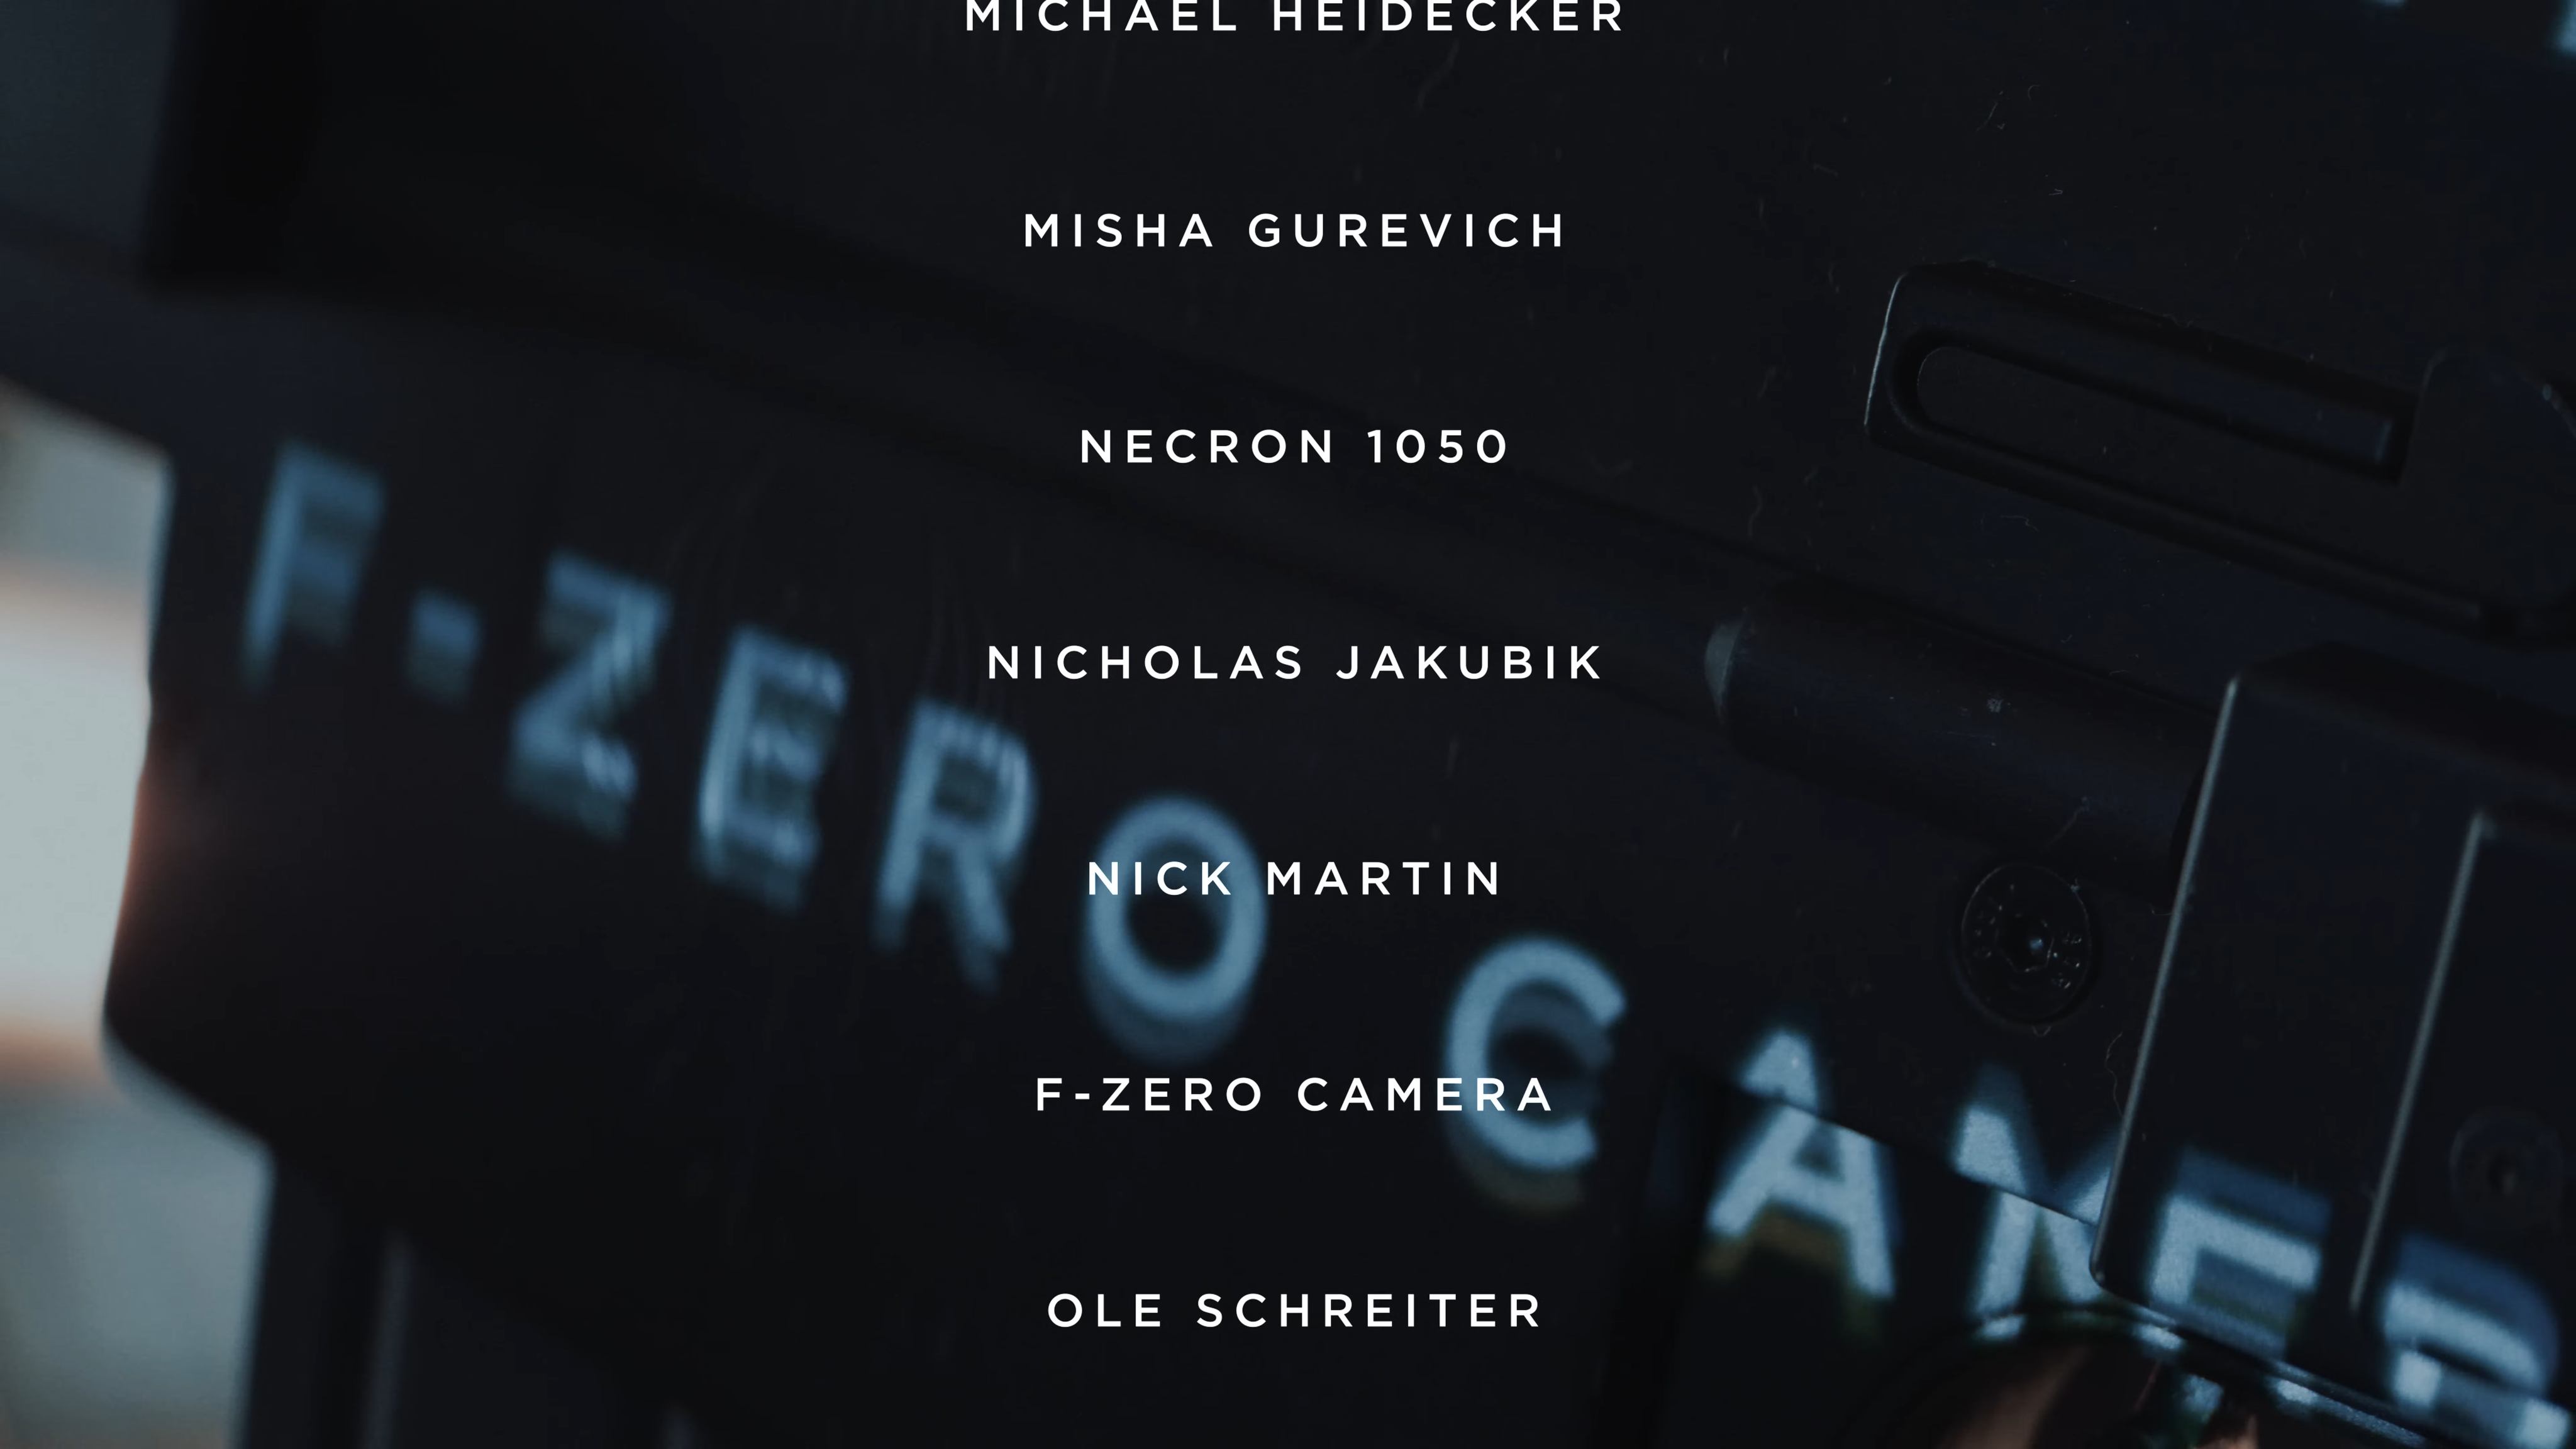 MICHAEL HEIDECKER
MISHA GUREVICH
NECRON 1050
NICHOLAS JAKUBIK
NICK MARTIN
F-ZERO CAMERA
OLE SCHREITER
F-ZERO CAMER